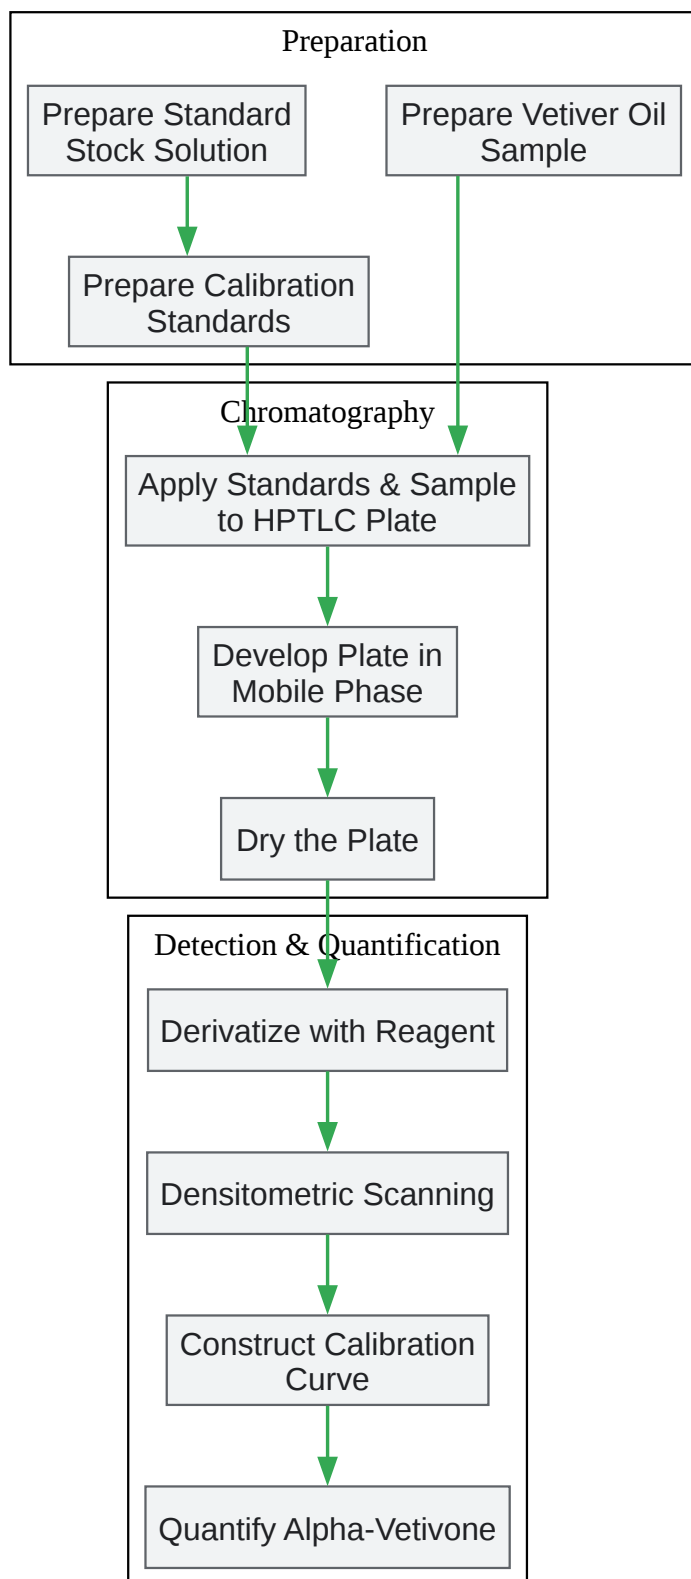 Preparation
Prepare Standard
Stock Solution
Prepare Vetiver Oil
Sample
Prepare Calibration
Standards
Chromatography
Apply Standards & Sample
to HPTLC Plate
Develop Plate in
Mobile Phase
Dry the Plate
Detection & Quantification
Derivatize with Reagent
Densitometric Scanning
Construct Calibration
Curve
Quantify Alpha-Vetivone